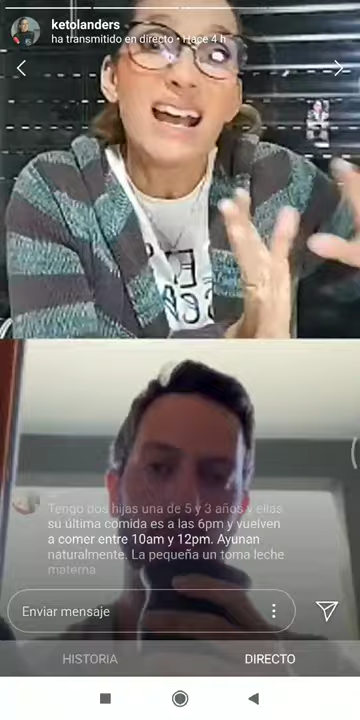 ketolanders
ha transmitido en directo • Hace 4 h
Tengo dos hijas una de 5 y 3 años y ellas
su última comida es a las 6pm y vuelven
a comer entre 10am y 12pm. Ayunan
naturalmente. La pequeña un toma leche
materna
Enviar mensaje
HISTORIA
DIRECTO